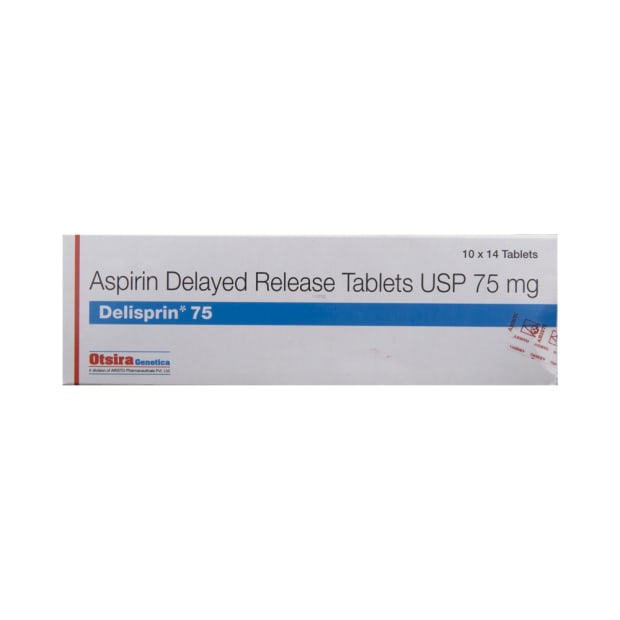 10 x 14 Tablets
Aspirin Delayed Release Tablets USP 75 mg
Delisprin* 75
Otsira Genetica
A division of ARISTO Pharmaceuticals Pvt. Ltd.